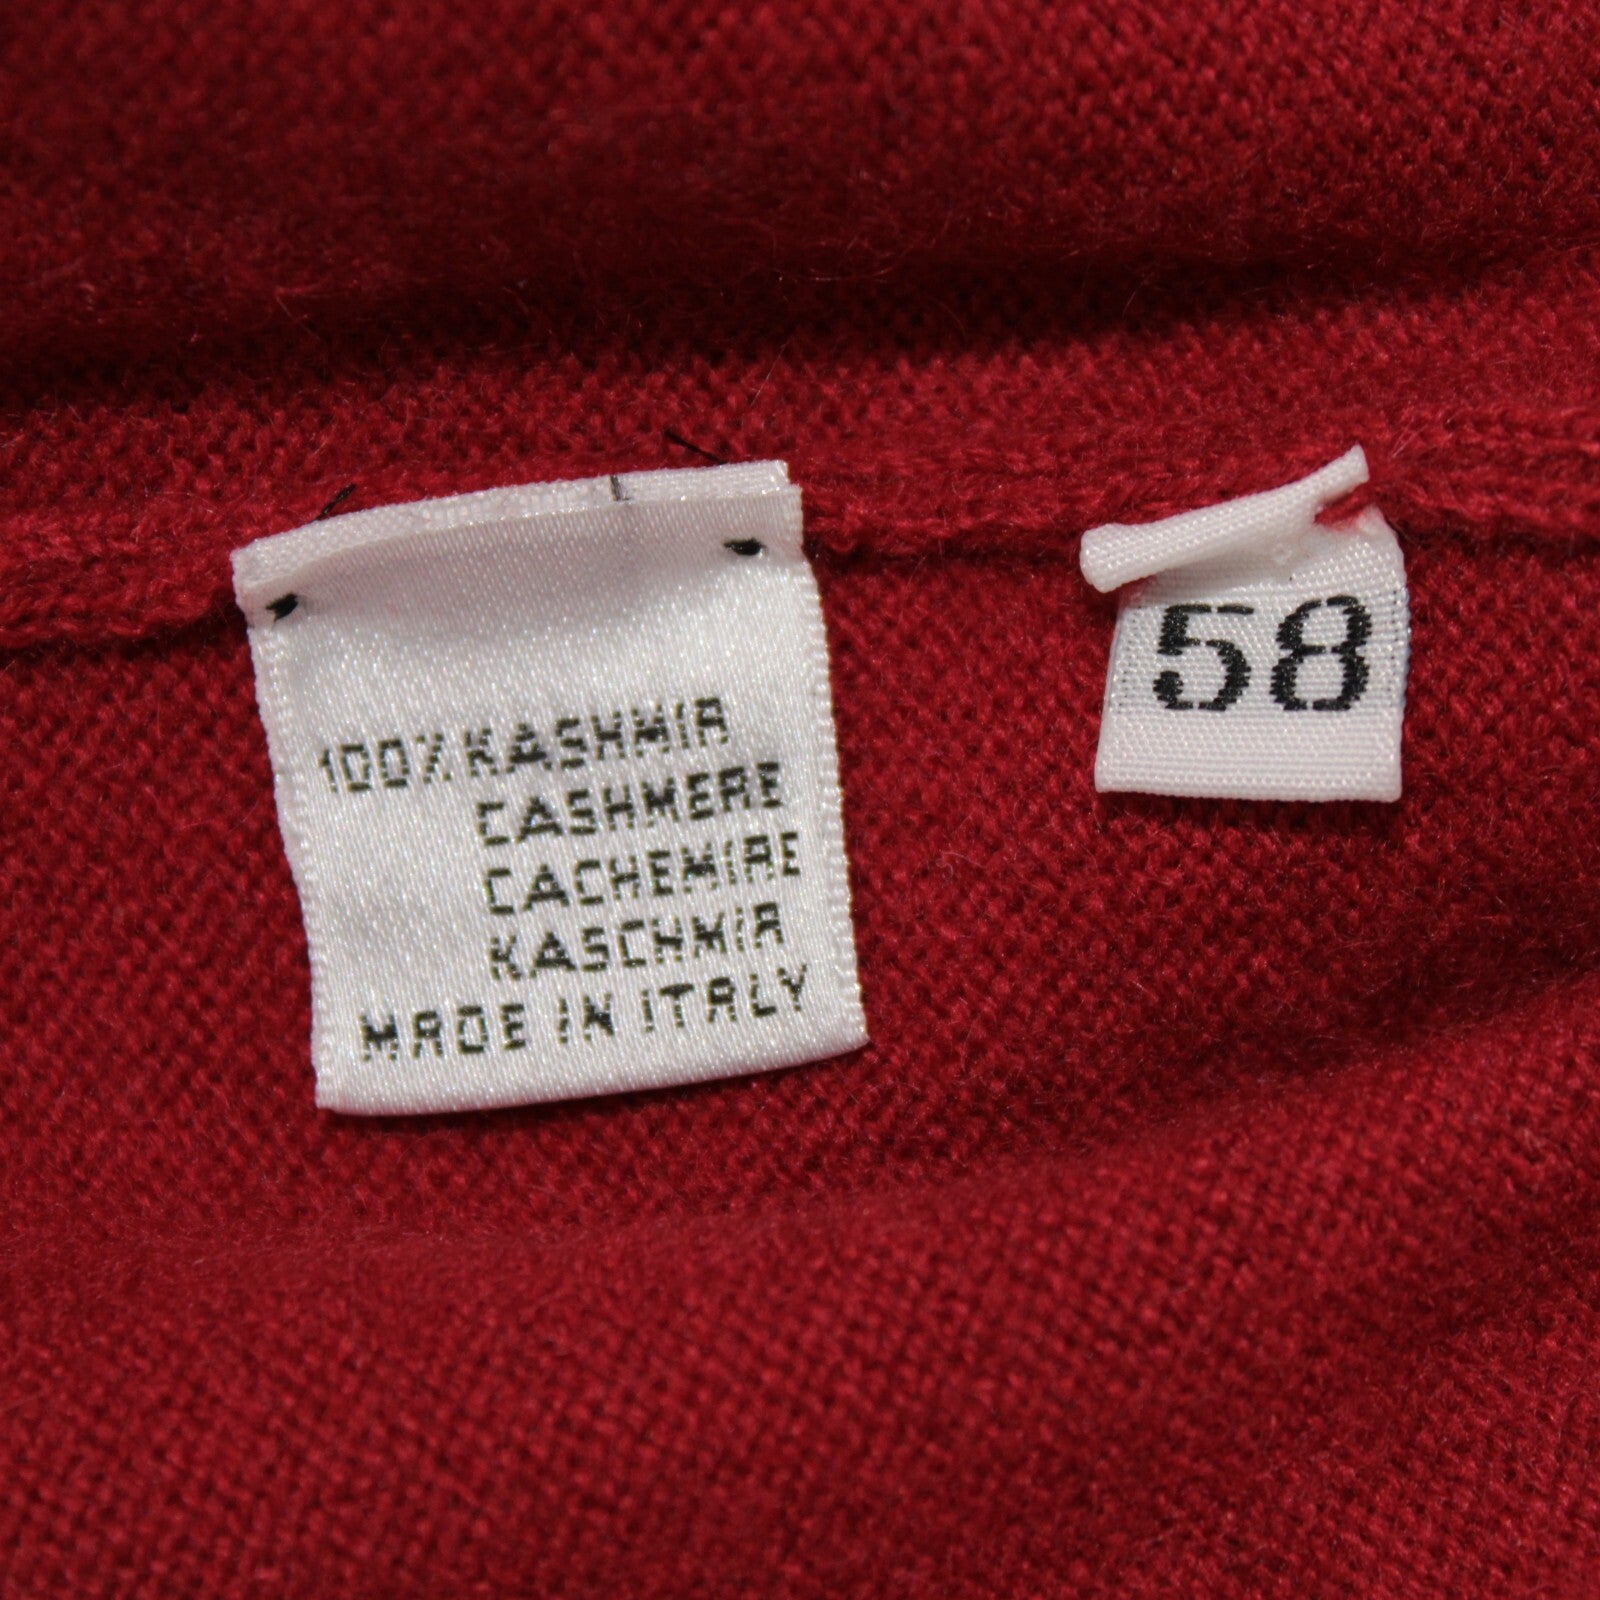 100% KASHMIR
CASHMERE
CACHEMIRE
KASCHMIR
MADE IN ITALY
58